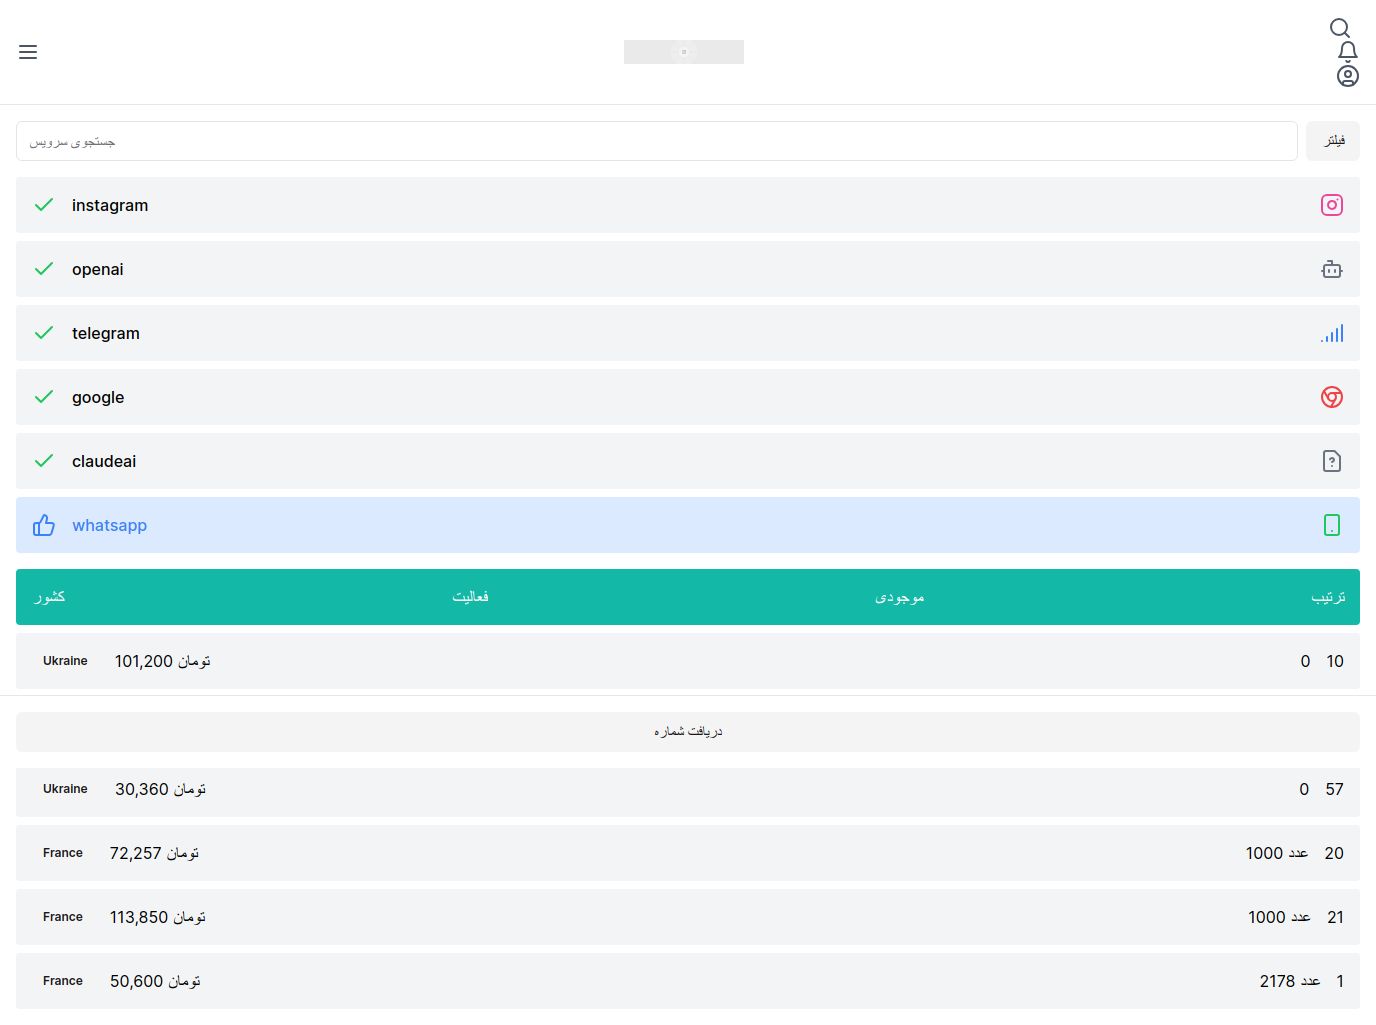 جستجوی سرویس فیلتر
instagram
openai
telegram
google
claudeai
whatsapp
کشور فعالیت موجودی ترتیب
Ukraine 101,200 تومان 0 10
دریافت شماره
Ukraine 30,360 تومان 0 57
France 72,257 تومان 1000 عدد 20
France 113,850 تومان 1000 عدد 21
France 50,600 تومان 2178 عدد 1